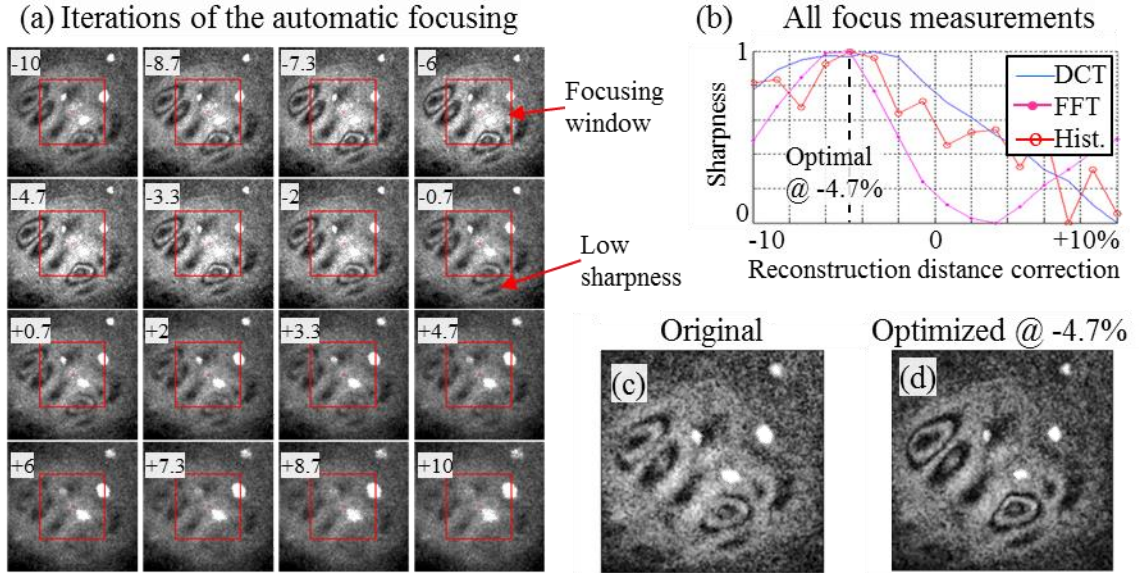 (a) Iterations of the automatic focusing
-10
-8.7
-7.3
-6
Focusing
window
-4.7
-3.3
-2
-0.7
Low
sharpness
+0.7
+2
+3.3
+4.7
+6
+7.3
+8.7
+10
(b) All focus measurements
1
DCT
FFT
Hist.
Sharpness
Optimal
@ -4.7%
0
-10 0 +10%
Reconstruction distance correction
Original
Optimized @ -4.7%
(c)
(d)